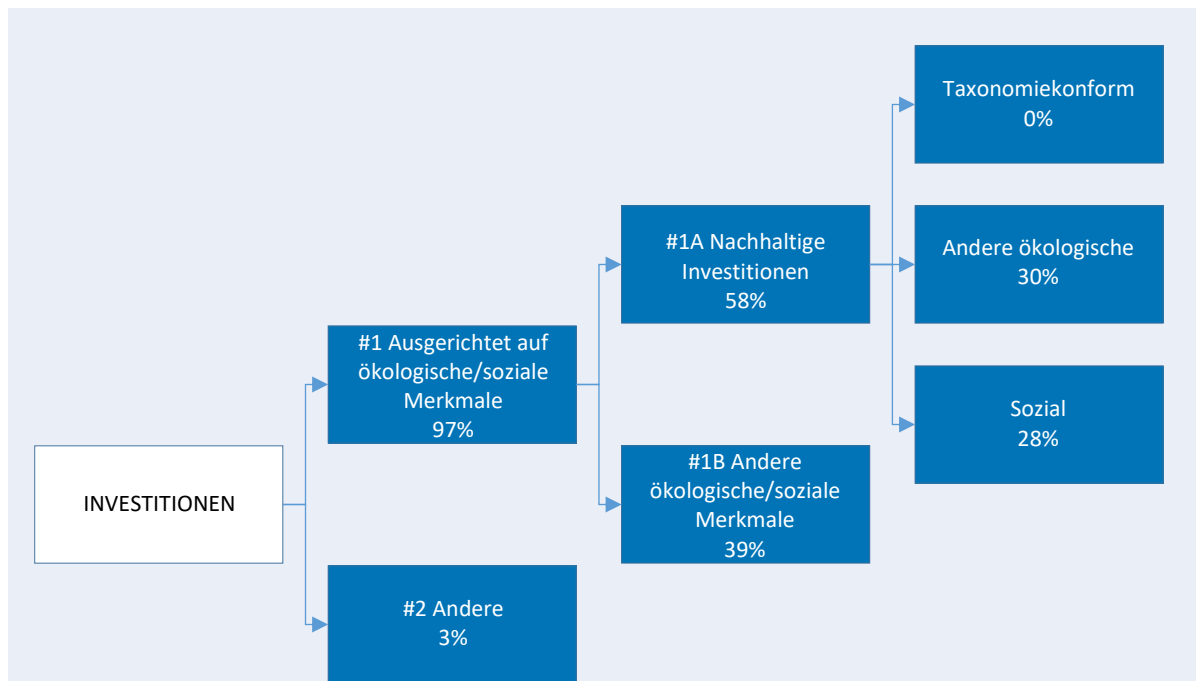 INVESTITIONEN
#1 Ausgerichtet auf
ökologische/soziale
Merkmale
97%
#2 Andere
3%
#1A Nachhaltige
Investitionen
58%
#1B Andere
ökologische/soziale
Merkmale
39%
Taxonomiekonform
0%
Andere ökologische
30%
Sozial
28%